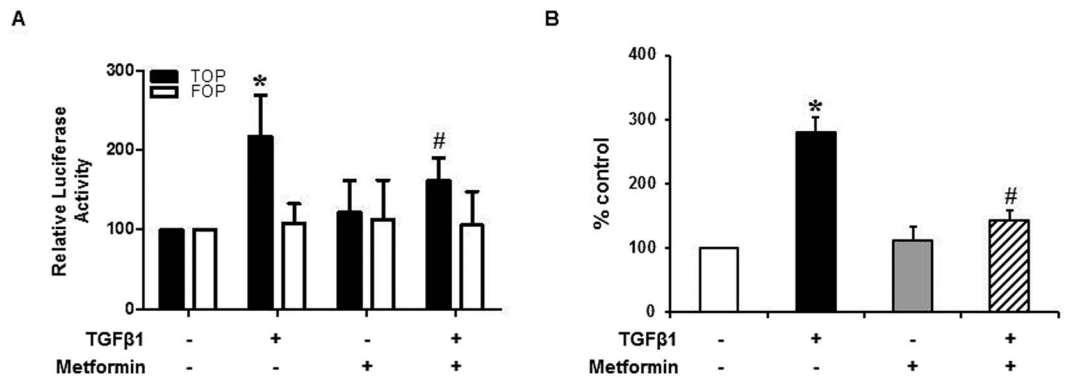 A
B
TOP
FOP
Relative Luciferase
Activity
300
200
100
0
*
#
TGFβ1 - + - +
Metformin - - + +
% control
400
300
200
100
0
*
#
TGFβ1 - + - +
Metformin - - + +